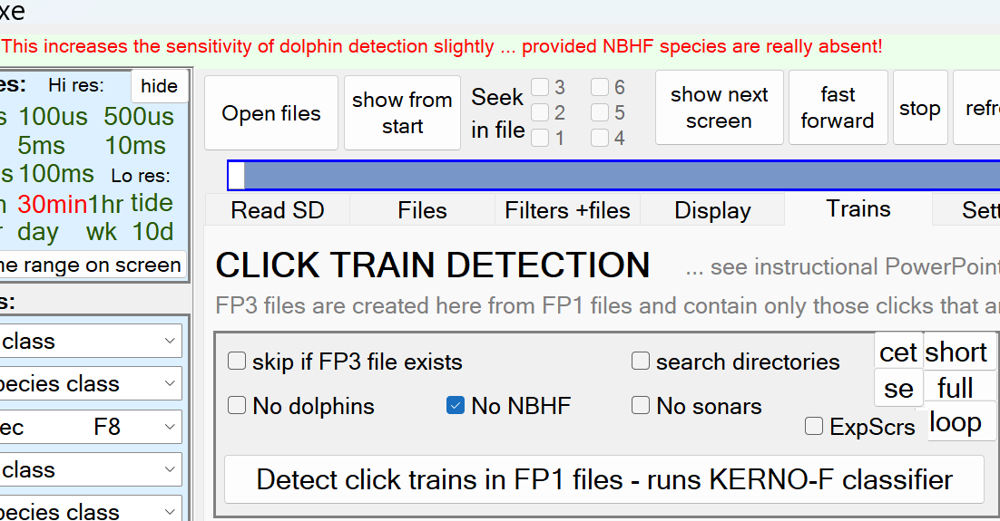 xe
This increases the sensitivity of dolphin detection slightly ... provided NBHF species are really absent!
es: Hi res: hide
s 100us 500us
5ms 10ms
s 100ms Lo res:
30min 1hr tide
day wk 10d
range on screen
s:
class
species class
ec F8
class
species class
Open files
show from
start
Seek
in file
3 6
2 5
1 4
show next
screen
fast
forward
stop
refr
Read SD Files Filters +files Display Trains Sett
CLICK TRAIN DETECTION ... see instructional PowerPoint
FP3 files are created here from FP1 files and contain only those clicks that
skip if FP3 file exists search directories cet short
No dolphins No NBHF No sonars se full
ExpScrs loop
Detect click trains in FP1 files - runs KERNO-F classifier